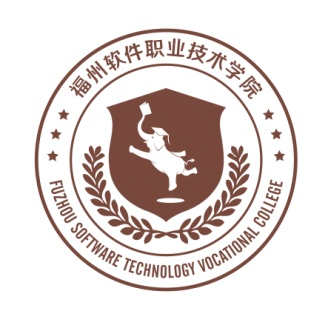 福州软件职业技术学院
FUZHOU SOFTWARE TECHNOLOGY VOCATIONAL COLLEGE